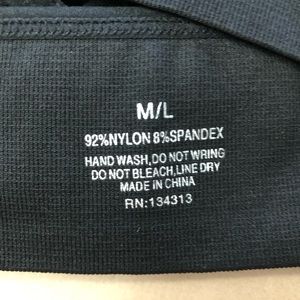 M/L
92%NYLON 8%SPANDEX
HAND WASH,DO NOT WRING
DO NOT BLEACH,LINE DRY
MADE IN CHINA
RN:134313